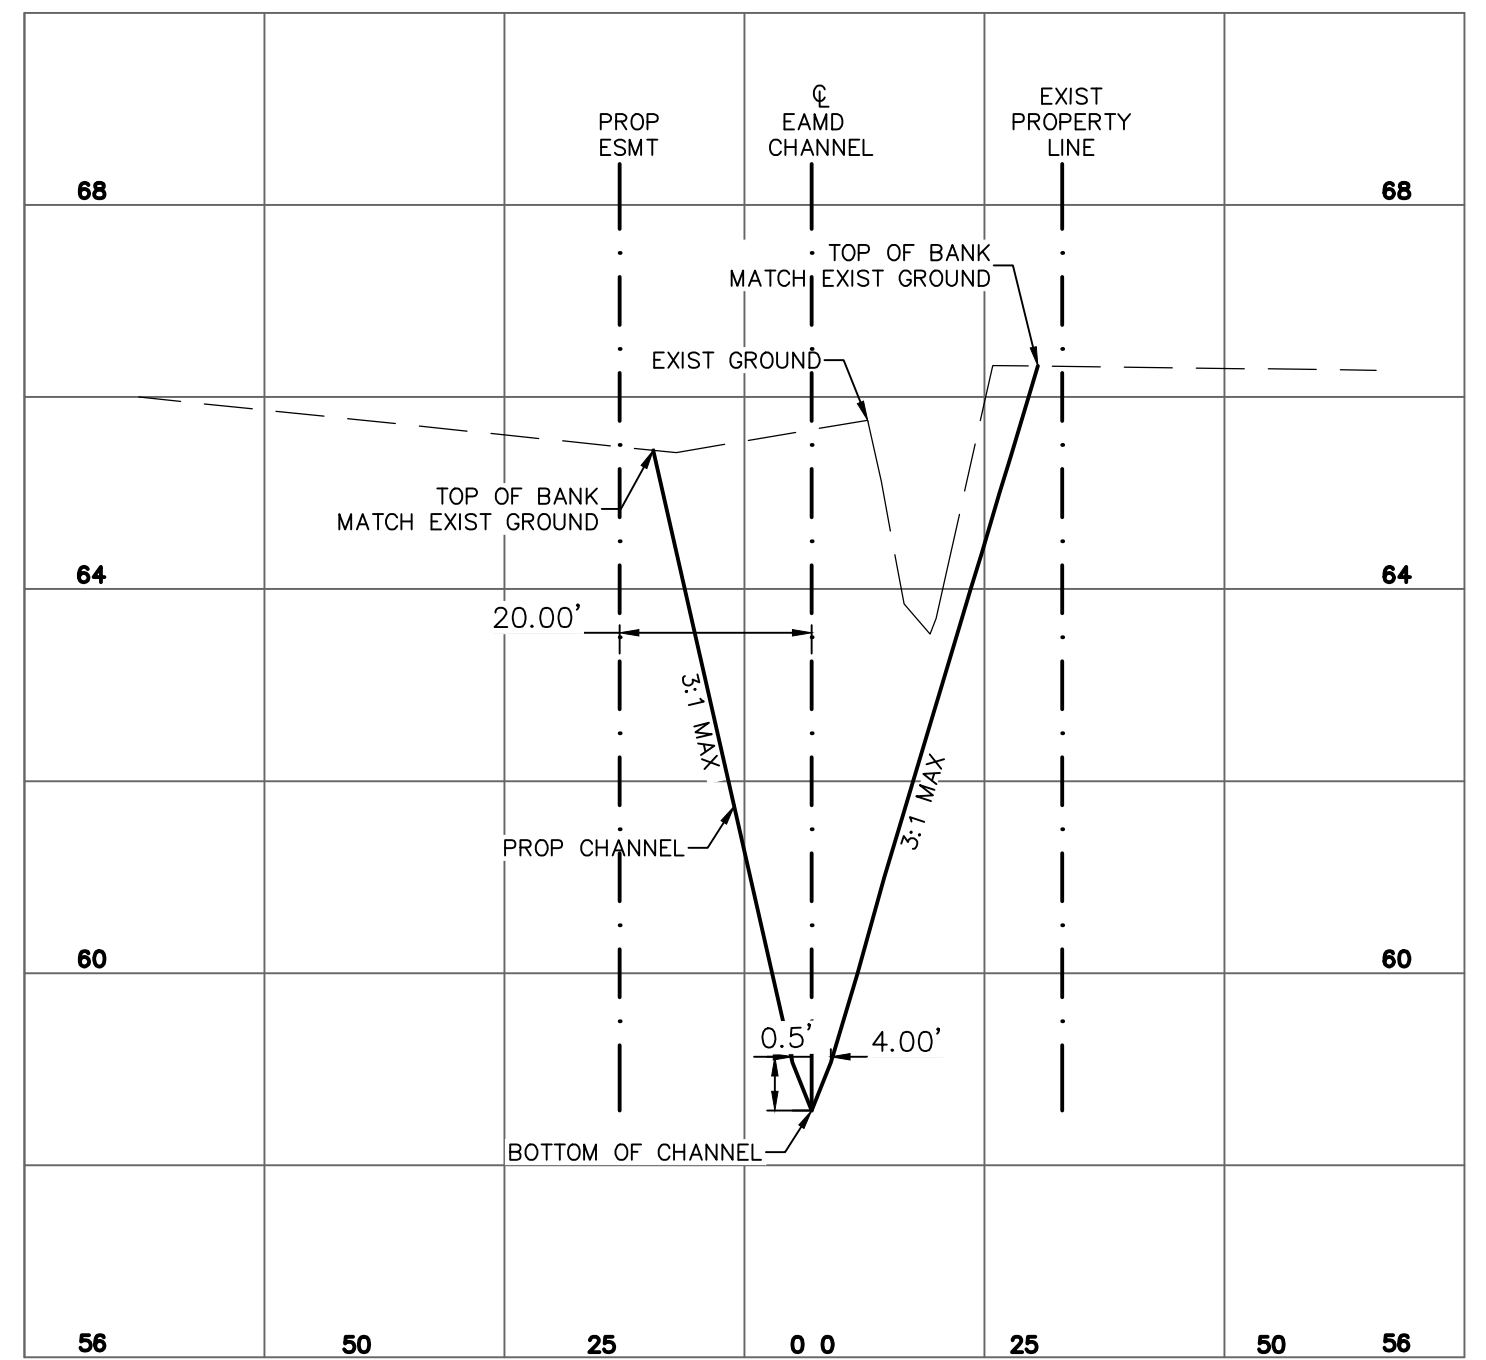 ℄
EAMD
CHANNEL
EXIST
PROPERTY
LINE
PROP
ESMT
68
68
TOP OF BANK
MATCH EXIST GROUND
EXIST GROUND
TOP OF BANK
MATCH EXIST GROUND
64
64
20.00'
3:1 MAX
3:1 MAX
PROP CHANNEL
60
60
0.5'
4.00'
BOTTOM OF CHANNEL
56
50
25
0 0
25
50
56